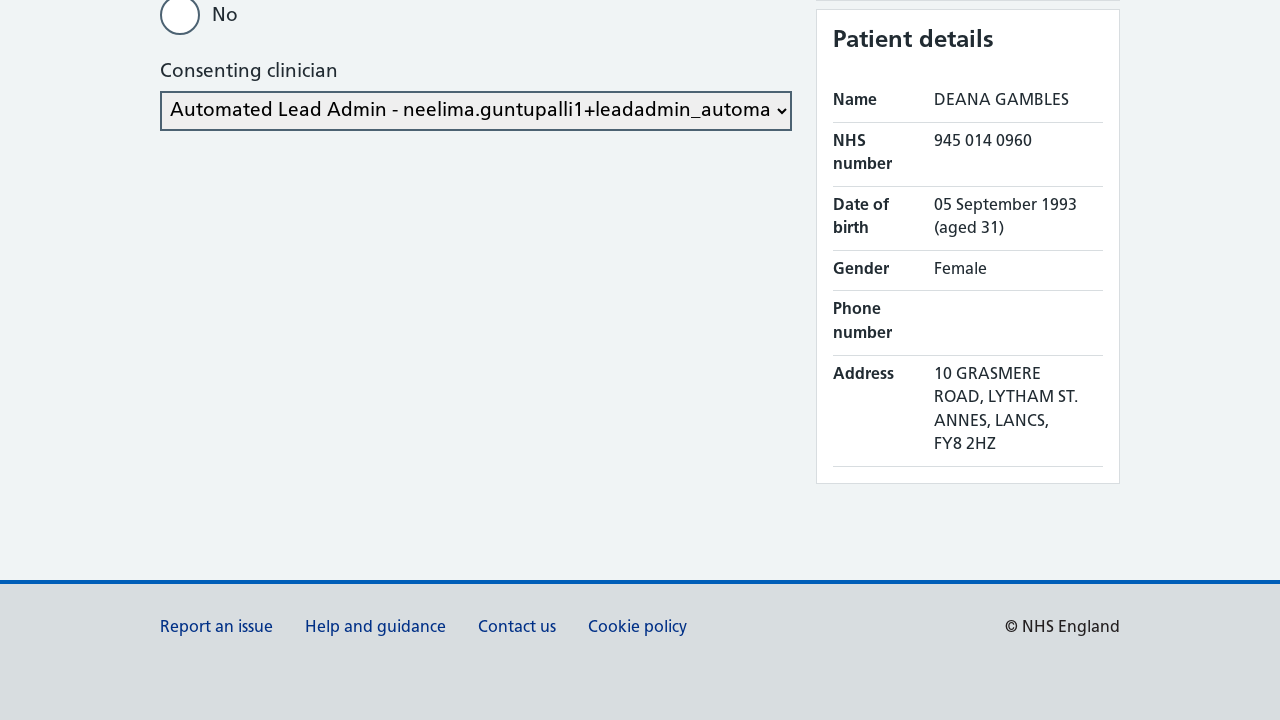 No
Consenting clinician
Automated Lead Admin - neelima.guntupalli1+leadadmin_automa
Patient details
Name DEANA GAMBLES
NHS number 945 014 0960
Date of birth 05 September 1993 (aged 31)
Gender Female
Phone number
Address 10 GRASMERE
ROAD, LYTHAM ST.
ANNES, LANCS,
FY8 2HZ
Report an issue Help and guidance Contact us Cookie policy © NHS England